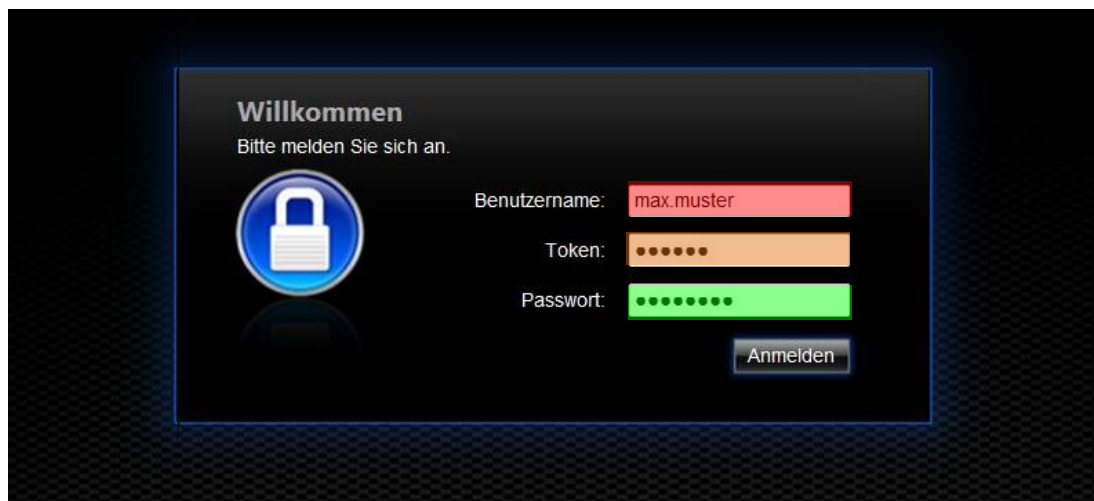 Willkommen
Bitte melden Sie sich an.
Benutzername: max.muster
Token: ●●●●●●
Passwort: ●●●●●●●●
Anmelden